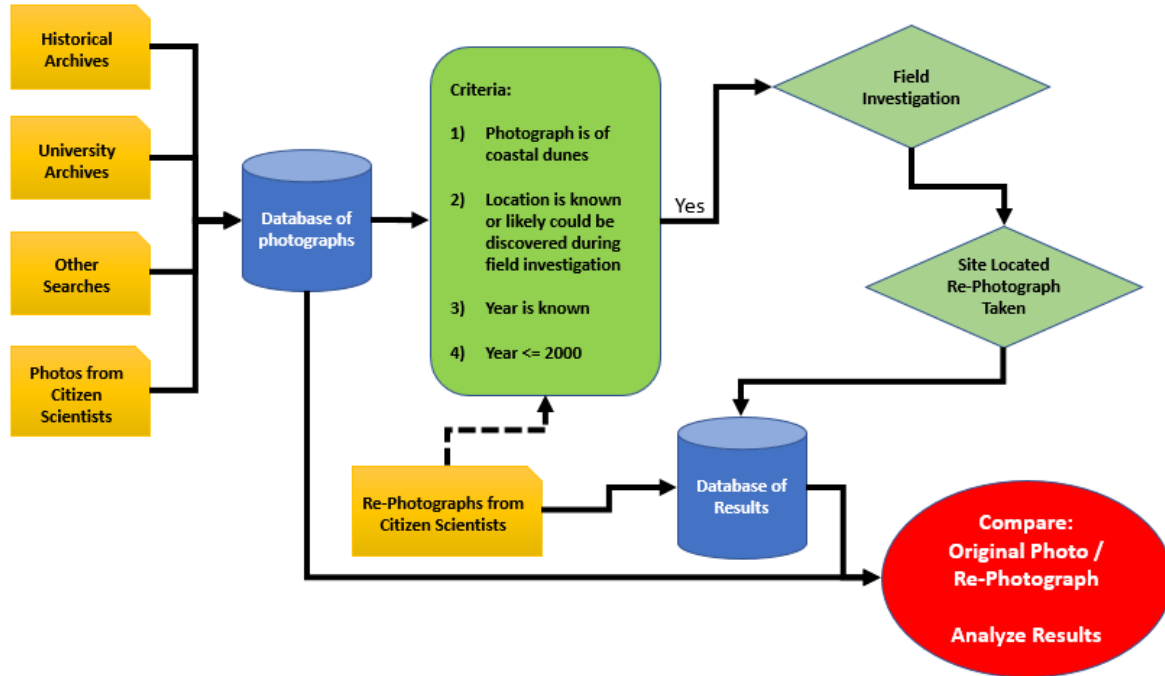 Historical
Archives
University
Archives
Other
Searches
Photos from
Citizen
Scientists
Database of
photographs
Criteria:
1) Photograph is of
coastal dunes
2) Location is known
or likely could be
discovered during
field investigation
3) Year is known
4) Year <= 2000
Yes
Field
Investigation
Site Located
Re-Photograph
Taken
Re-Photographs from
Citizen Scientists
Database of
Results
Compare:
Original Photo /
Re-Photograph
Analyze Results